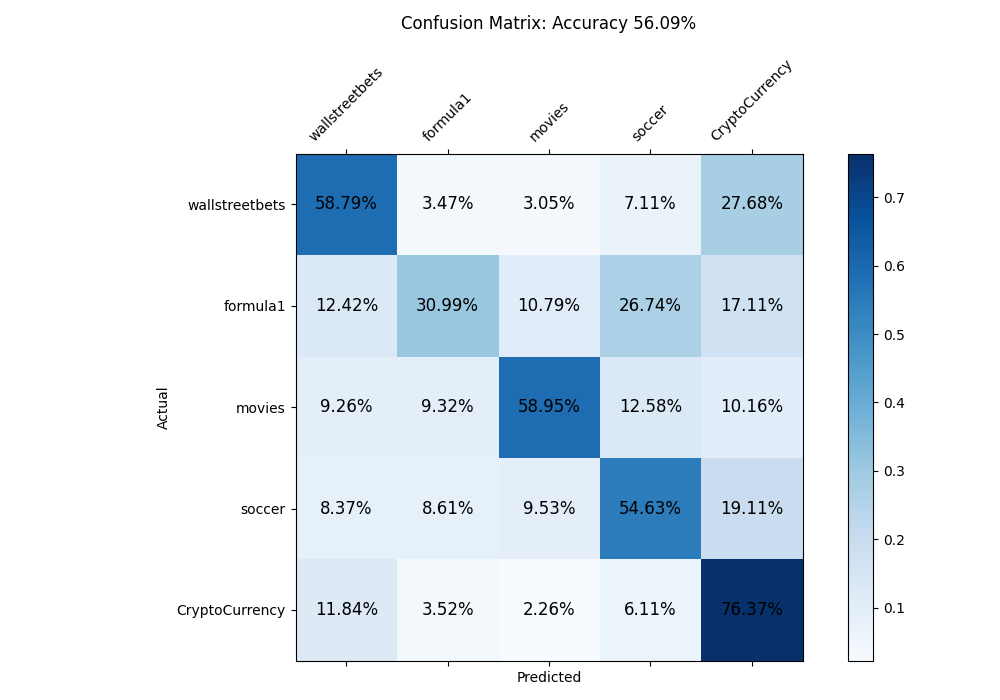 Confusion Matrix: Accuracy 56.09%
wallstreetbets
formula1
movies
soccer
CryptoCurrency
wallstreetbets 58.79% 3.47% 3.05% 7.11% 27.68%
formula1 12.42% 30.99% 10.79% 26.74% 17.11%
movies 9.26% 9.32% 58.95% 12.58% 10.16%
soccer 8.37% 8.61% 9.53% 54.63% 19.11%
CryptoCurrency 11.84% 3.52% 2.26% 6.11% 76.37%
Actual
Predicted
0.7
0.6
0.5
0.4
0.3
0.2
0.1